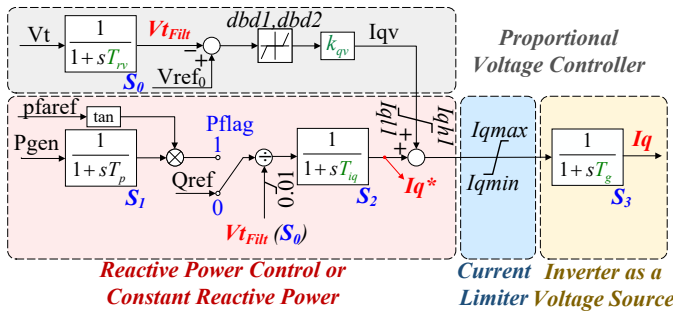 dbd1,dbd2
Vt
1
1 + sT_rv
Vt_Filt
−
+
k_qv
Iqv
Vref_0
S_0
Proportional
Voltage Controller
pfaref
tan
Pgen
1
1 + sT_p
S_1
Pflag
1
Qref
0
÷
0.01
Vt_Filt (S_0)
1
1 + sT_iq
S_2
Iq*
Iql1
Iqh1
+
+
Iqmax
Iqmin
1
1 + sT_g
S_3
Iq
Reactive Power Control or
Constant Reactive Power
Current
Limiter
Inverter as a
Voltage Source